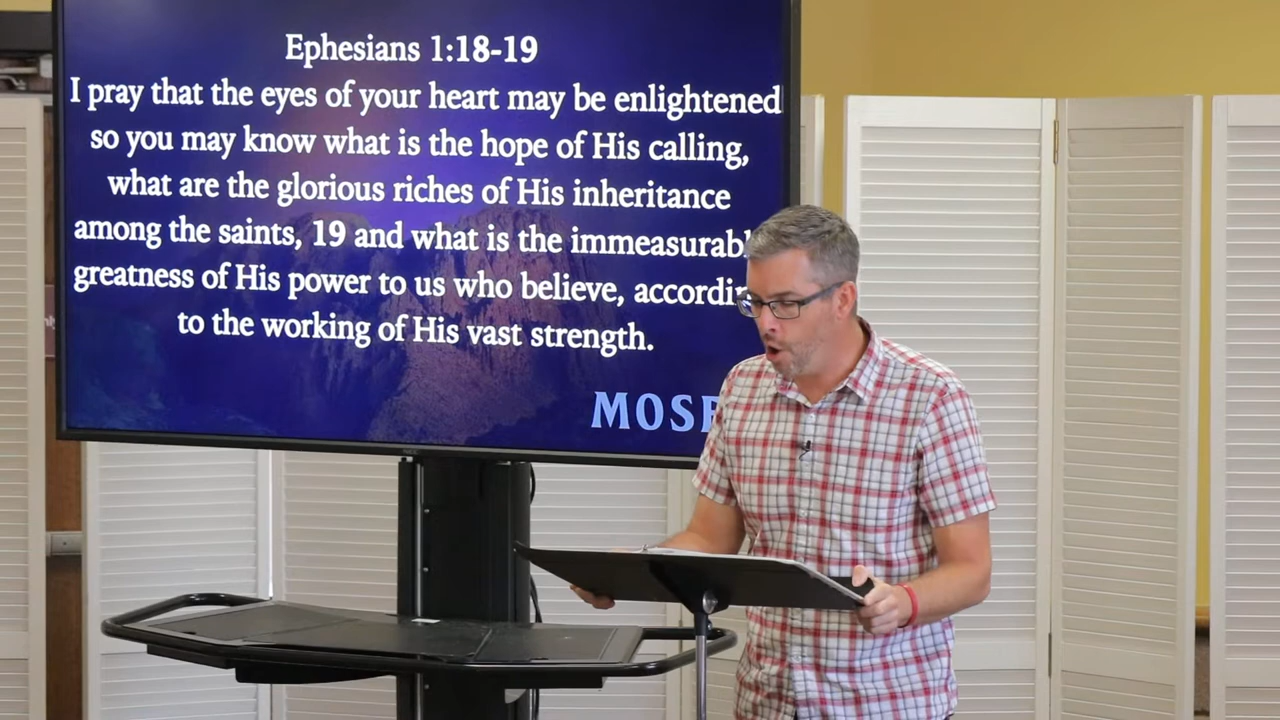 Ephesians 1:18-19
I pray that the eyes of your heart may be enlightened
so you may know what is the hope of His calling,
what are the glorious riches of His inheritance
among the saints, 19 and what is the immeasurabl
greatness of His power to us who believe, accordin
to the working of His vast strength.
MOSE
NEC